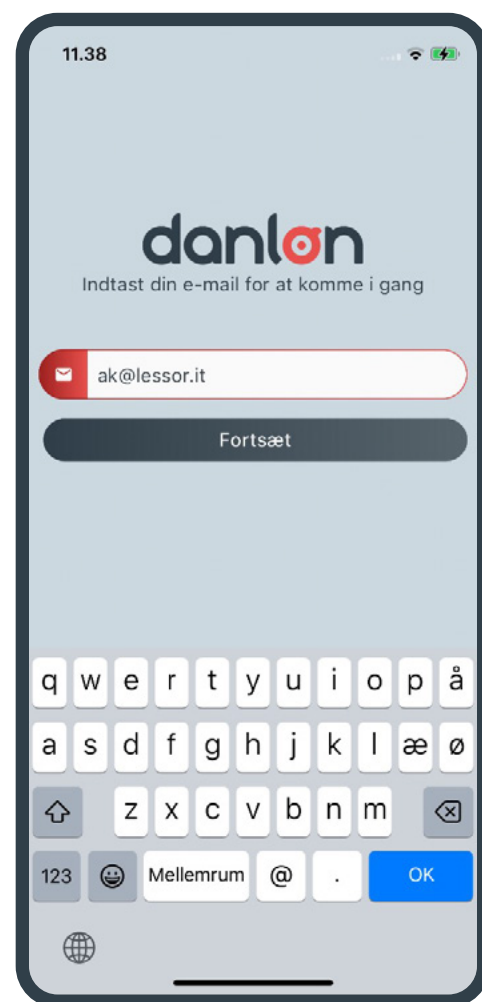 11.38
danløn
Indtast din e-mail for at komme i gang
ak@lessor.it
Fortsæt
q w e r t y u i o p å
a s d f g h j k l æ ø
z x c v b n m
123 Mellemrum @ . OK